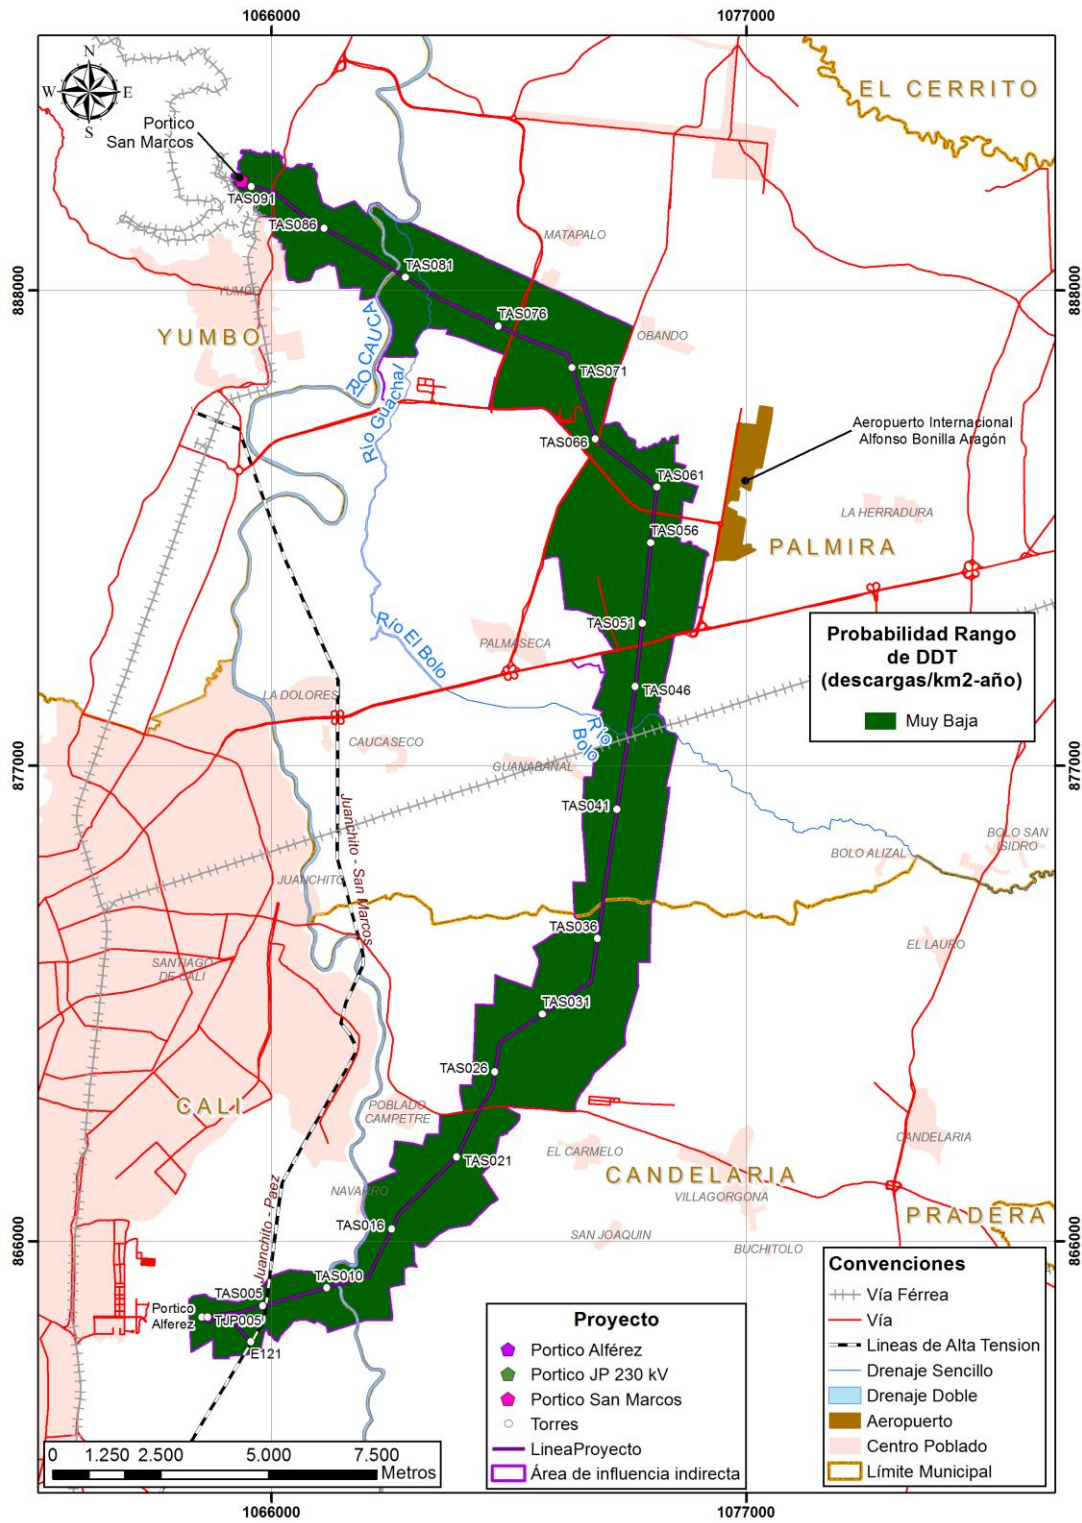 1066000
1077000
N
W
E
S
EL CERRITO
Portico
San Marcos
TAS091
TAS086
MATAPALO
TAS081
888000
888000
YUMBO
YUMBO
RIO CAUCA
TAS076
OBANDO
Río Guachal
TAS071
Aeropuerto Internacional
Alfonso Bonilla Aragón
TAS066
TAS061
LA HERRADURA
TAS056
PALMIRA
Río El Bolo
PALMASECA
TAS051
Probabilidad Rango
de DDT
(descargas/km2-año)
Muy Baja
LA DOLORES
TAS046
CAUCASECO
Río
Bolo
GUANABANAL
877000
877000
Juanchito - San Marcos
TAS041
BOLO SAN
ISIDRO
BOLO ALIZAL
JUANCHITO
TAS036
EL LAURO
SANTIAGO
DE CALI
TAS031
TAS026
CALI
POBLADO
CAMPETRE
CANDELARIA
EL CARMELO
TAS021
CANDELARIA
VILLAGORGONA
NAVARRO
PRADERA
TAS016
SAN JOAQUIN
BUCHITOLO
866000
866000
Juanchito - Paez
TAS010
TAS005
Portico
Alferez
TJP005
E121
Proyecto
Portico Alférez
Portico JP 230 kV
Portico San Marcos
Torres
LineaProyecto
Área de influencia indirecta
Convenciones
Vía Férrea
Vía
Lineas de Alta Tension
Drenaje Sencillo
Drenaje Doble
Aeropuerto
Centro Poblado
Límite Municipal
0 1.250 2.500 5.000 7.500
Metros
1066000
1077000